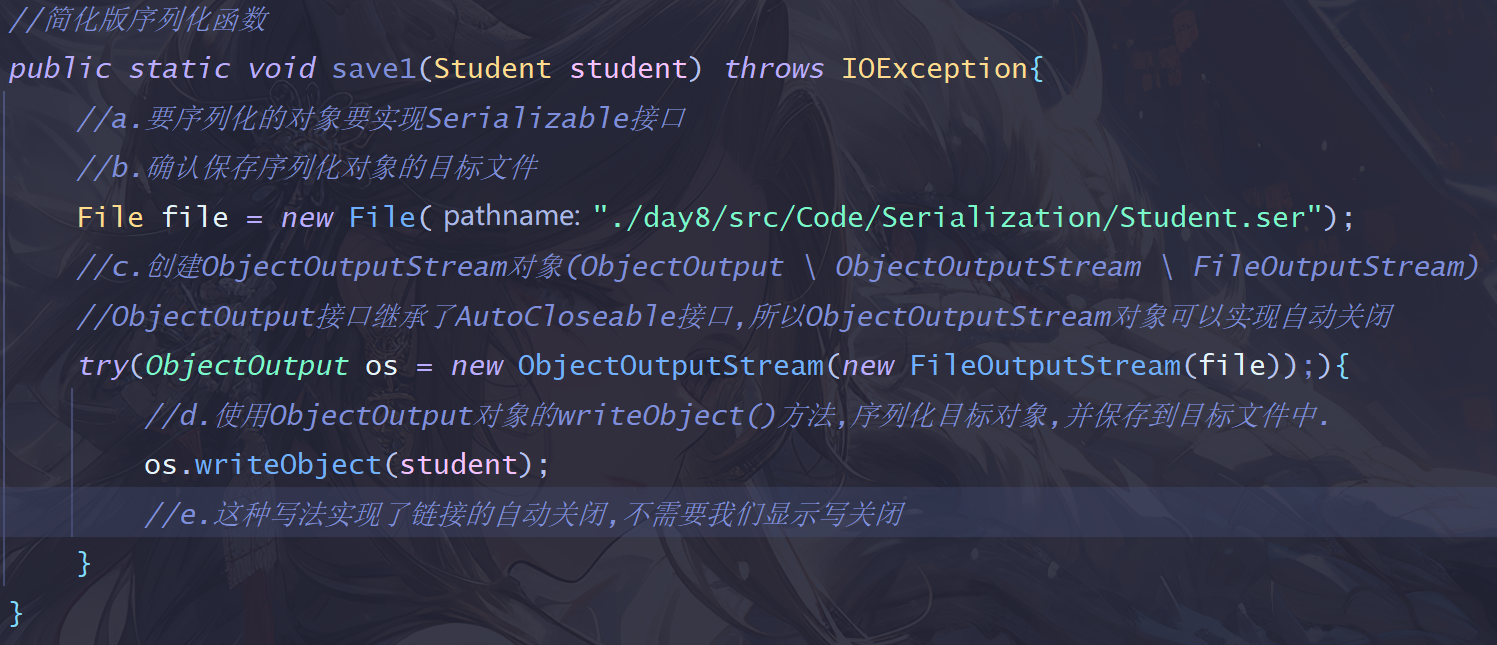 //简化版序列化函数
public static void save1(Student student) throws IOException{
//a.要序列化的对象要实现Serializable接口
//b.确认保存序列化对象的目标文件
File file = new File( pathname: "./day8/src/Code/Serialization/Student.ser");
//c.创建ObjectOutputStream对象(ObjectOutput \ ObjectOutputStream \ FileOutputStream)
//ObjectOutput接口继承了AutoCloseable接口,所以ObjectOutputStream对象可以实现自动关闭
try(ObjectOutput os = new ObjectOutputStream(new FileOutputStream(file));){
//d.使用ObjectOutput对象的writeObject()方法,序列化目标对象,并保存到目标文件中.
os.writeObject(student);
//e.这种写法实现了链接的自动关闭,不需要我们显示写关闭
}
}